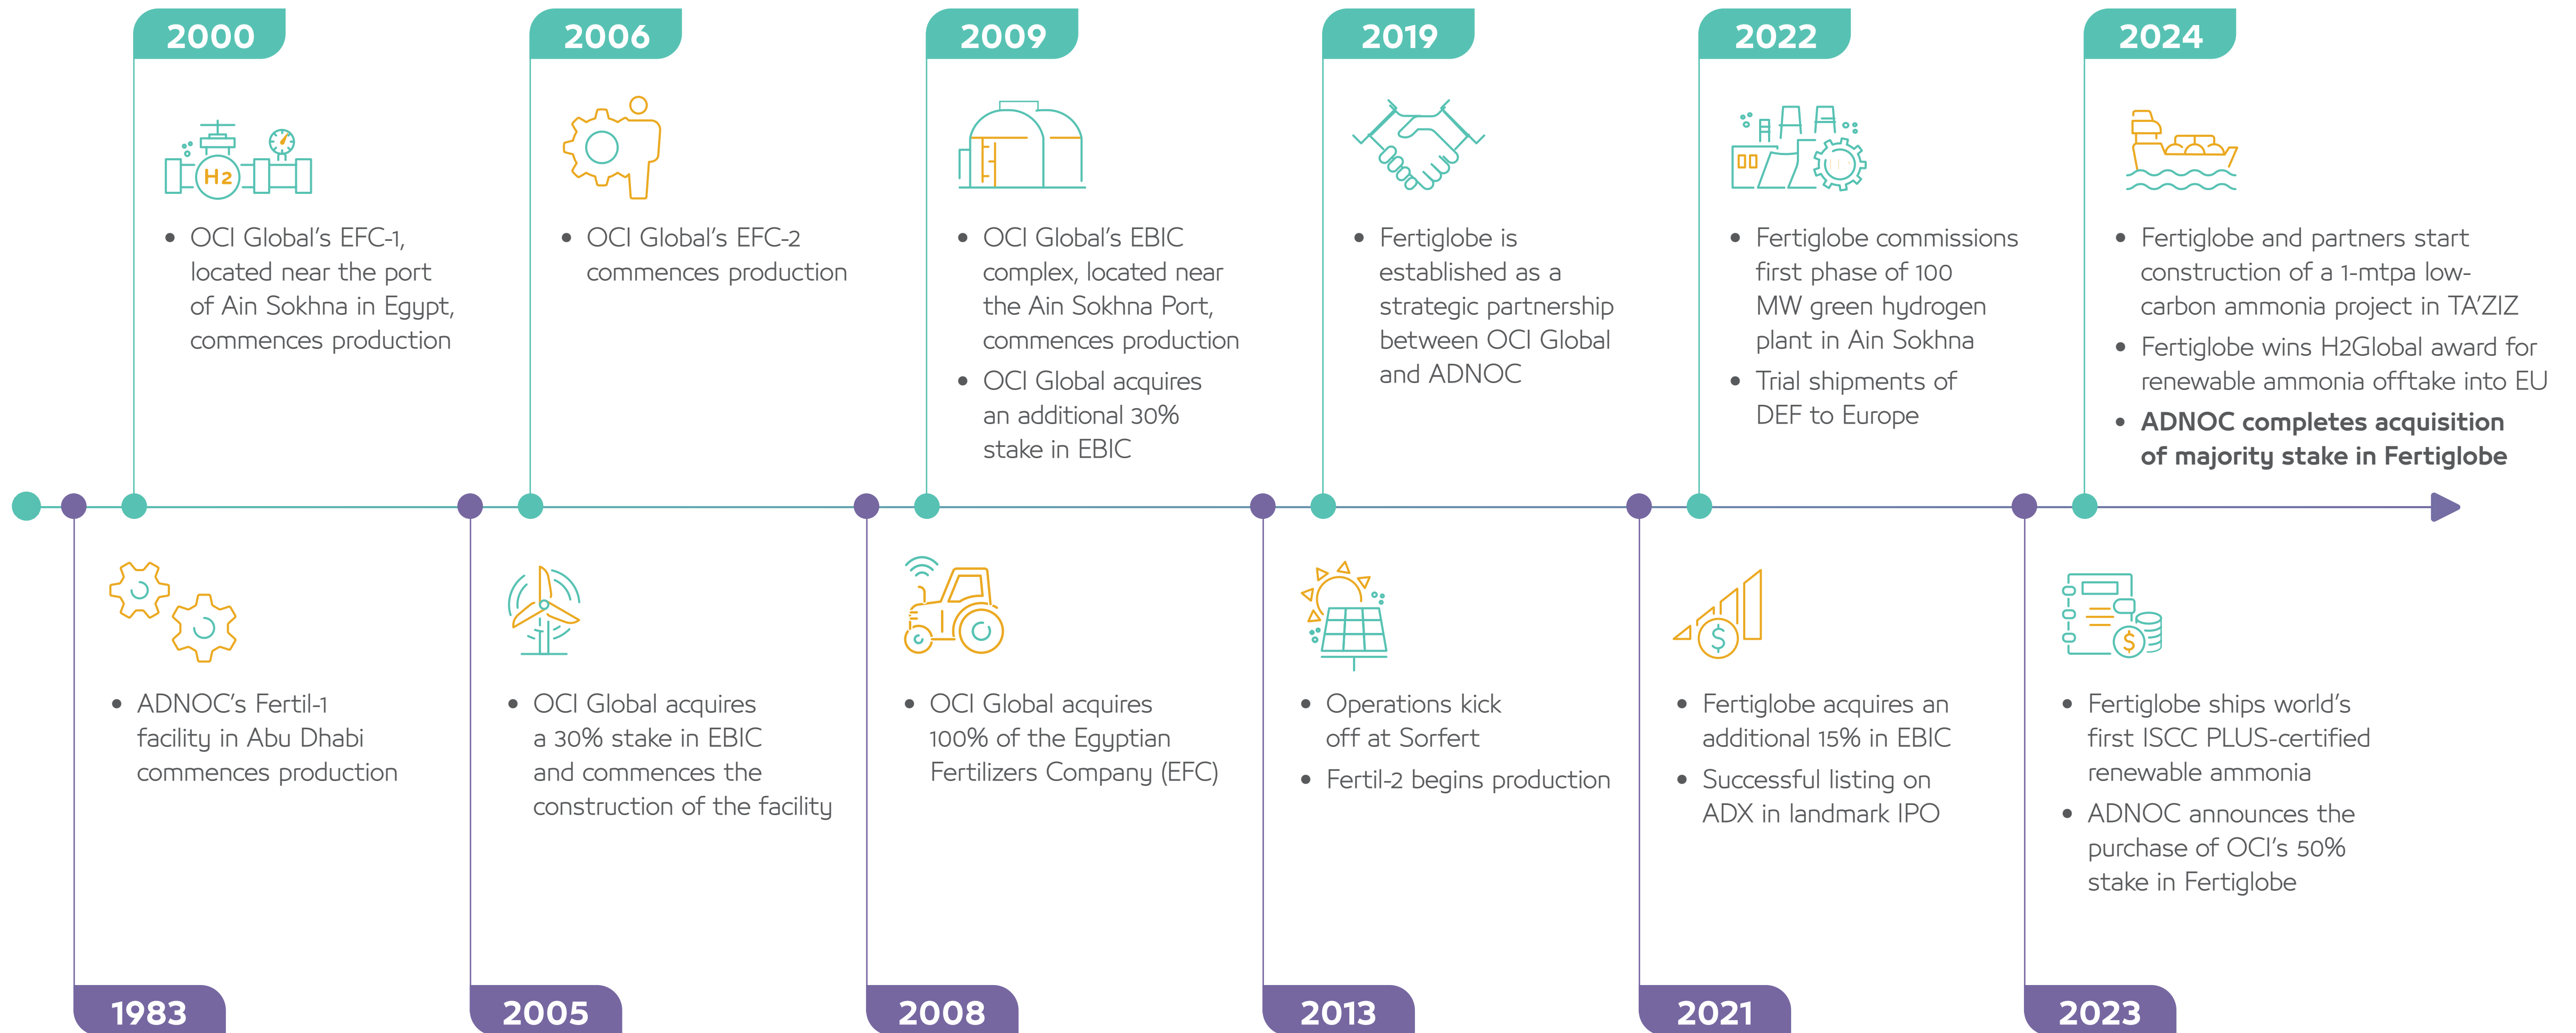 2000
H2
• OCI Global’s EFC-1,
located near the port
of Ain Sokhna in Egypt,
commences production
2006
• OCI Global’s EFC-2
commences production
2009
• OCI Global’s EBIC
complex, located near
the Ain Sokhna Port,
commences production
• OCI Global acquires
an additional 30%
stake in EBIC
2019
• Fertiglobe is
established as a
strategic partnership
between OCI Global
and ADNOC
2022
• Fertiglobe commissions
first phase of 100
MW green hydrogen
plant in Ain Sokhna
• Trial shipments of
DEF to Europe
2024
• Fertiglobe and partners start
construction of a 1-mtpa low-
carbon ammonia project in TA’ZIZ
• Fertiglobe wins H2Global award for
renewable ammonia offtake into EU
• ADNOC completes acquisition
of majority stake in Fertiglobe
• ADNOC’s Fertil-1
facility in Abu Dhabi
commences production
1983
• OCI Global acquires
a 30% stake in EBIC
and commences the
construction of the facility
2005
• OCI Global acquires
100% of the Egyptian
Fertilizers Company (EFC)
2008
• Operations kick
off at Sorfert
• Fertil-2 begins production
2013
$
• Fertiglobe acquires an
additional 15% in EBIC
• Successful listing on
ADX in landmark IPO
2021
$
• Fertiglobe ships world’s
first ISCC PLUS-certified
renewable ammonia
• ADNOC announces the
purchase of OCI’s 50%
stake in Fertiglobe
2023